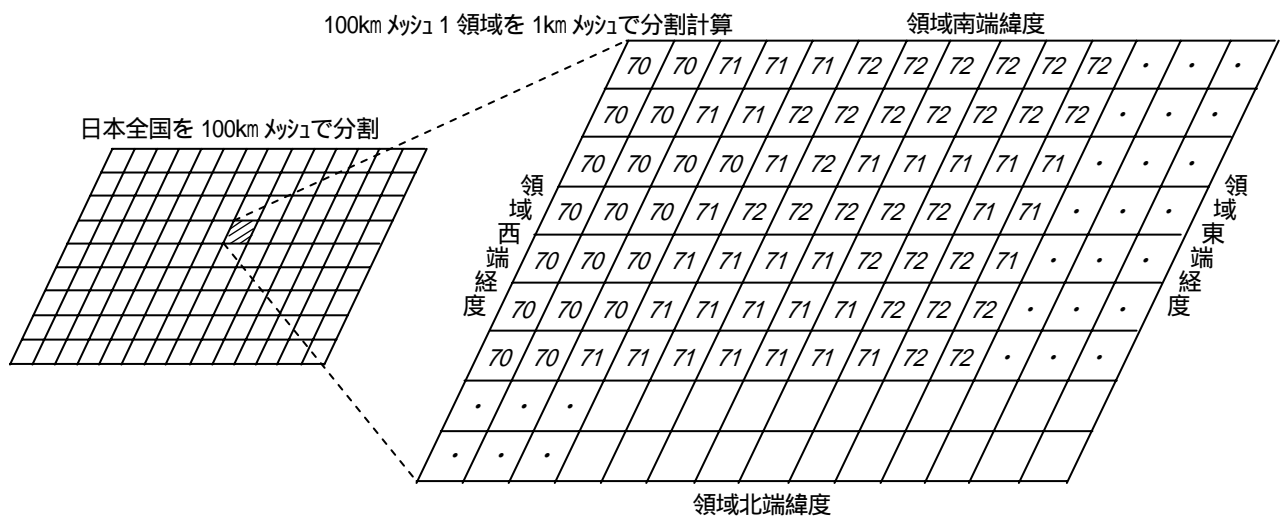 100km メッシュ 1 領域を 1km メッシュで分割計算
領域南端緯度
日本全国を 100km メッシュで分割
70 70 71 71 71 72 72 72 72 72 72 ・ ・ ・
70 70 71 71 72 72 72 72 72 72 72 ・ ・ ・
70 70 70 70 71 72 71 71 71 71 71 ・ ・ ・
70 70 70 71 72 72 72 72 72 71 71 ・ ・ ・
70 70 70 71 71 71 71 72 72 72 71 ・ ・ ・
70 70 70 71 71 71 71 71 72 72 72 ・ ・ ・
70 70 71 71 71 71 71 71 71 72 72 ・ ・ ・
・ ・ ・
・ ・ ・
領域西端経度
領域東端経度
領域北端緯度